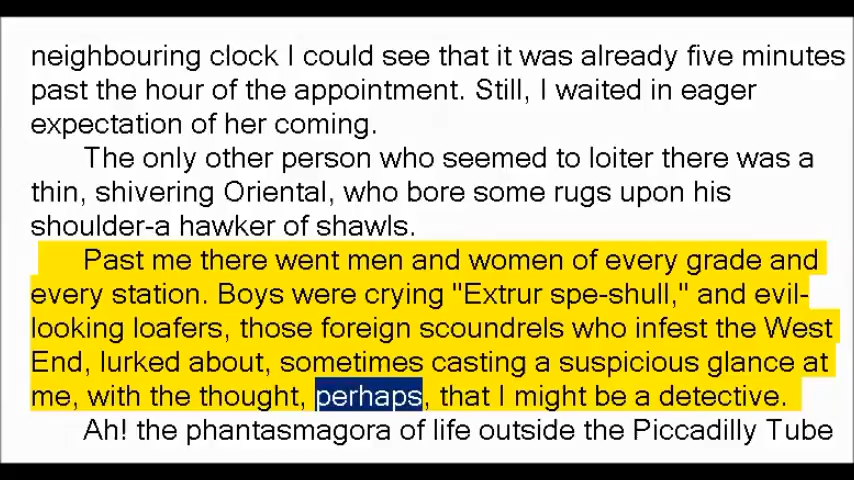 neighbouring clock I could see that it was already five minutes
past the hour of the appointment. Still, I waited in eager
expectation of her coming.
The only other person who seemed to loiter there was a
thin, shivering Oriental, who bore some rugs upon his
shoulder-a hawker of shawls.
Past me there went men and women of every grade and
every station. Boys were crying "Extrur spe-shull," and evil-
looking loafers, those foreign scoundrels who infest the West
End, lurked about, sometimes casting a suspicious glance at
me, with the thought, perhaps, that I might be a detective.
Ah! the phantasmagora of life outside the Piccadilly Tube